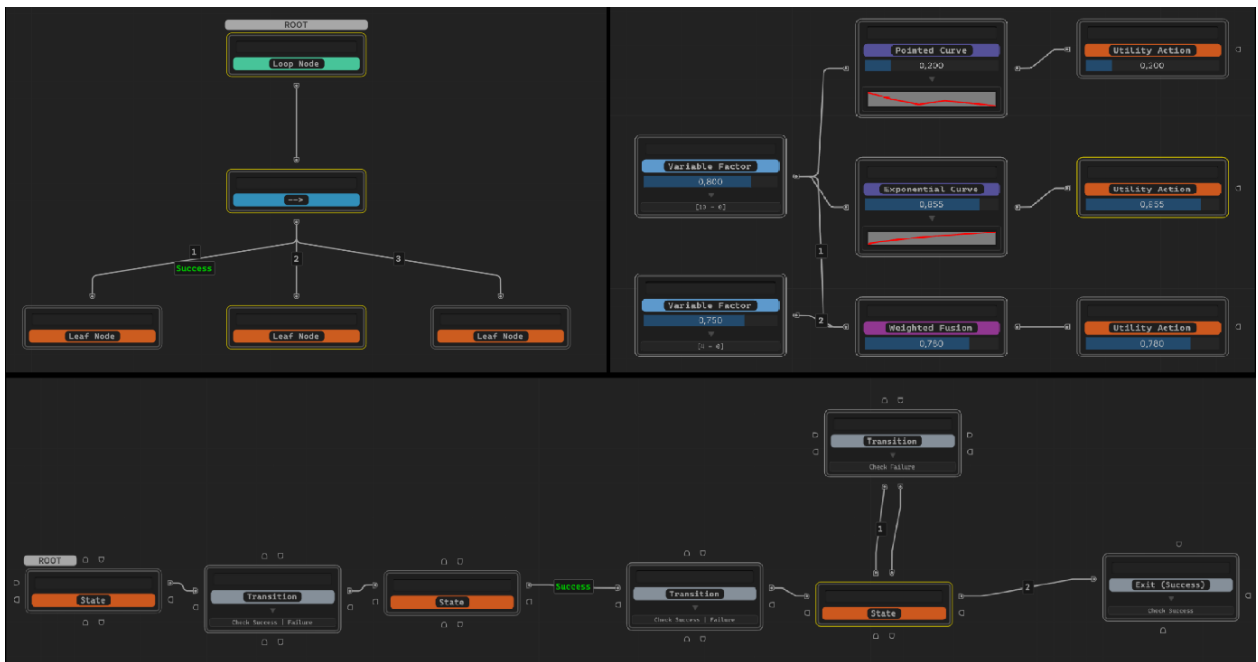 ROOT
Loop Node
-->
1
2
3
Success
Leaf Node
Leaf Node
Leaf Node
Pointed Curve
0,200
Utility Action
0,200
Variable Factor
0,800
Exponential Curve
0,855
Utility Action
0,855
1
Variable Factor
0,750
2
Weighted Fusion
0,780
Utility Action
0,780
Transition
Check Failure
1
ROOT
State
Transition
Check Success | Failure
State
Success
Transition
Check Success | Failure
State
2
Exit (Success)
Check Success